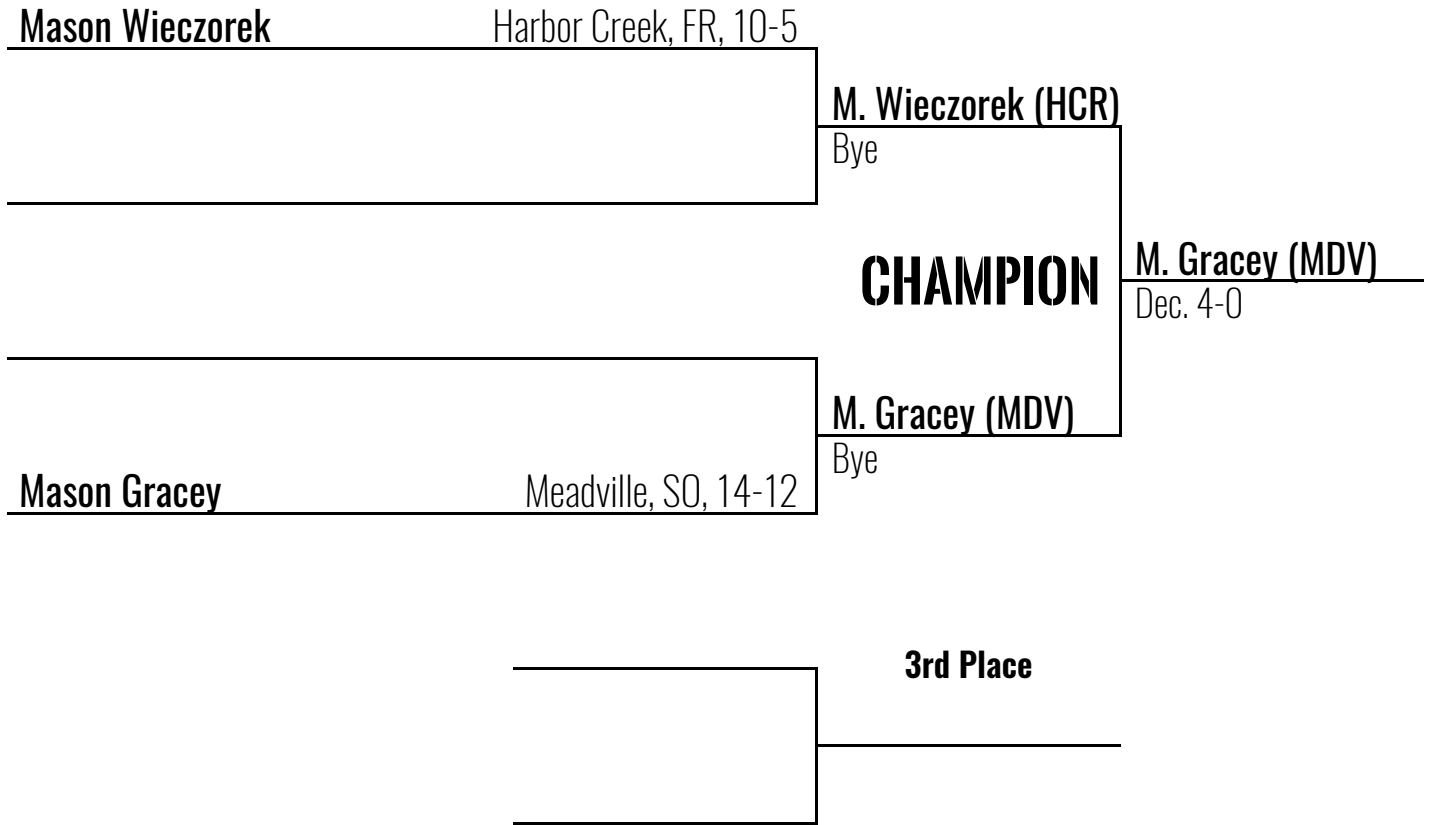 Mason Wieczorek Harbor Creek, FR, 10-5
M. Wieczorek (HCR)
Bye
CHAMPION
M. Gracey (MDV)
Dec. 4-0
M. Gracey (MDV)
Bye
Mason Gracey Meadville, SO, 14-12
3rd Place